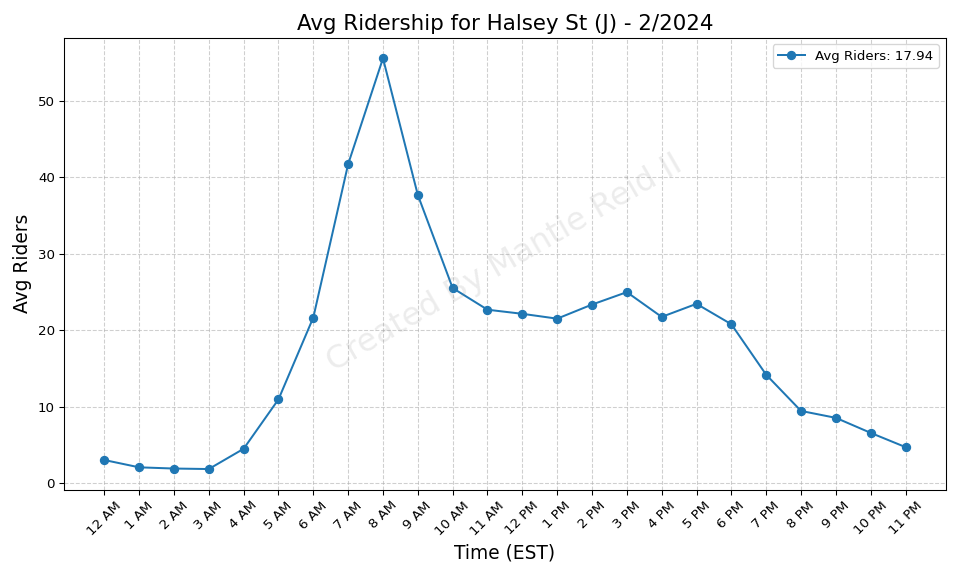 Avg Ridership for Halsey St (J) - 2/2024
Avg Riders: 17.94
Avg Riders
50
40
30
20
10
0
Created By Mantie Reid II
12 AM
1 AM
2 AM
3 AM
4 AM
5 AM
6 AM
7 AM
8 AM
9 AM
10 AM
11 AM
12 PM
1 PM
2 PM
3 PM
4 PM
5 PM
6 PM
7 PM
8 PM
9 PM
10 PM
11 PM
Time (EST)